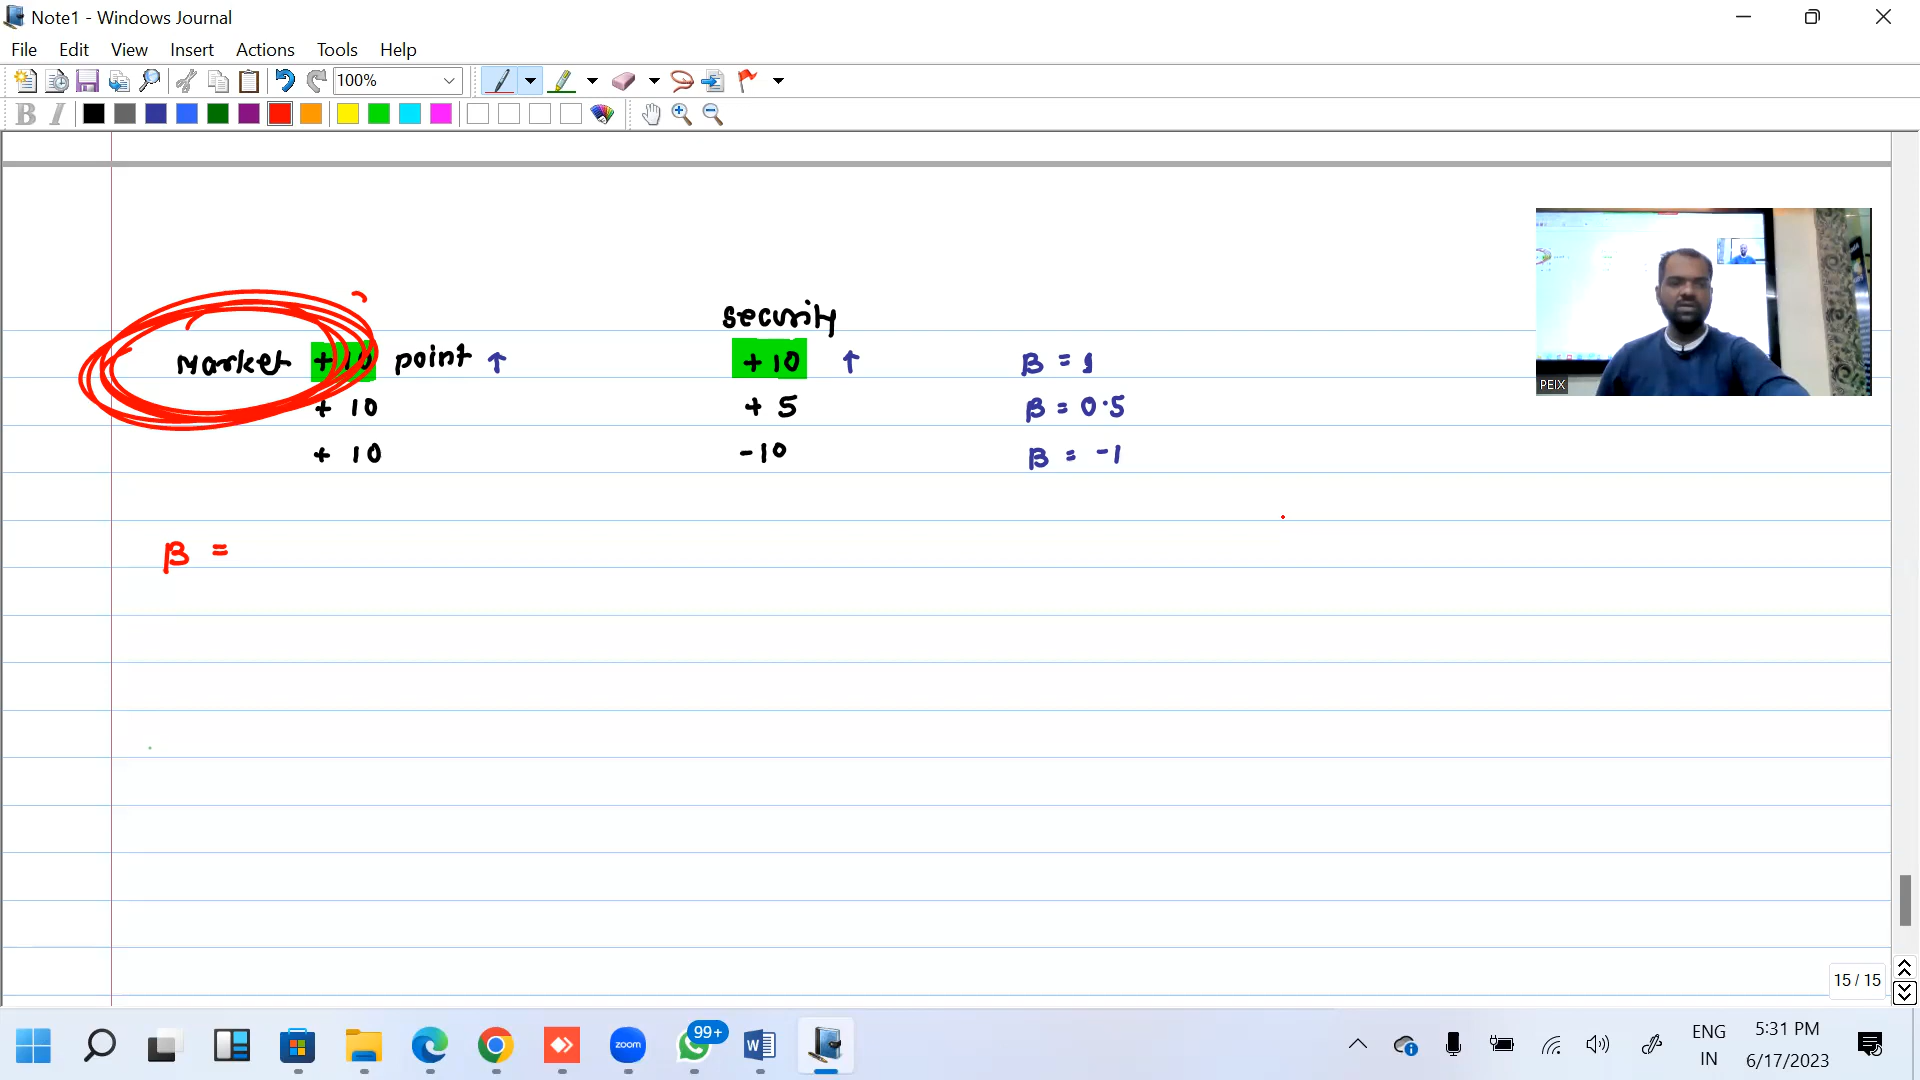 Note1 - Windows Journal
File Edit View Insert Actions Tools Help
100%
B I
security
Market + 10 point ↑ + 10 ↑ β = 1
+ 10 + 5 β = 0.5
+ 10 -10 β = -1
β =
PEIX
15 / 15
zoom
99+
ENG
IN
5:31 PM
6/17/2023